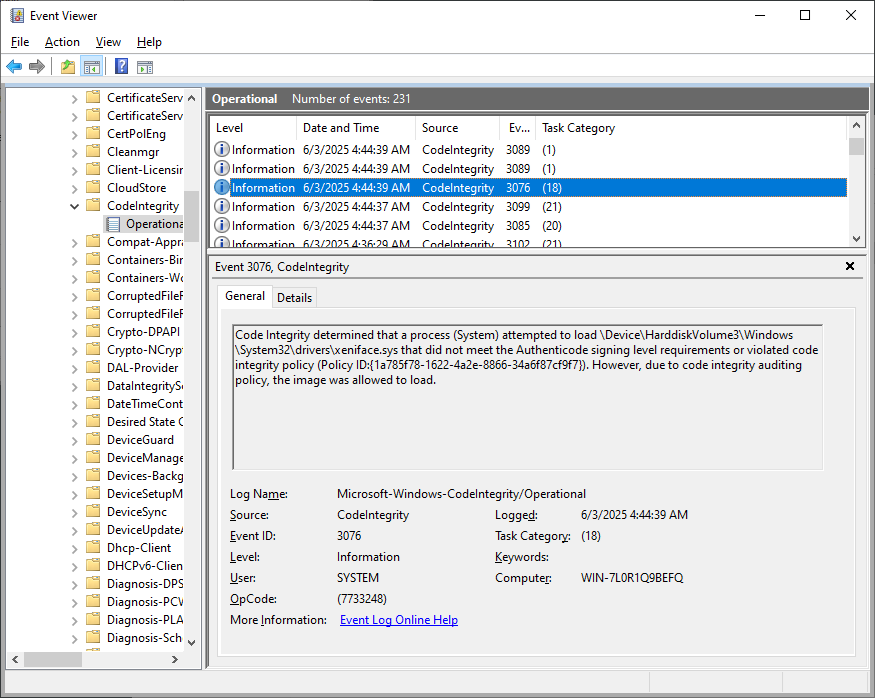 Event Viewer
File Action View Help
CertificateServ
CertificateServ
CertPolEng
Cleanmgr
Client-Licensir
CloudStore
CodeIntegrity
Operationa
Compat-Appra
Containers-Bir
Containers-Wc
CorruptedFileF
CorruptedFileF
Crypto-DPAPI
Crypto-NCryp
DAL-Provider
DataIntegritySe
DateTimeCont
Desired State C
DeviceGuard
DeviceManage
Devices-Backg
DeviceSetupM
DeviceSync
DeviceUpdateA
Dhcp-Client
DHCPv6-Clien
Diagnosis-DPS
Diagnosis-PCW
Diagnosis-PLA
Diagnosis-Sch
Operational Number of events: 231
Level Date and Time Source Ev... Task Category
Information 6/3/2025 4:44:39 AM CodeIntegrity 3089 (1)
Information 6/3/2025 4:44:39 AM CodeIntegrity 3089 (1)
Information 6/3/2025 4:44:39 AM CodeIntegrity 3076 (18)
Information 6/3/2025 4:44:37 AM CodeIntegrity 3099 (21)
Information 6/3/2025 4:44:37 AM CodeIntegrity 3085 (20)
Information 6/3/2025 4:36:29 AM CodeIntegrity 3102 (21)
Event 3076, CodeIntegrity
General Details
Code Integrity determined that a process (System) attempted to load \Device\HarddiskVolume3\Windows
\System32\drivers\xeniface.sys that did not meet the Authenticode signing level requirements or violated code
integrity policy (Policy ID:{1a785f78-1622-4a2e-8866-34a6f87cf9f7}). However, due to code integrity auditing
policy, the image was allowed to load.
Log Name: Microsoft-Windows-CodeIntegrity/Operational
Source: CodeIntegrity Logged: 6/3/2025 4:44:39 AM
Event ID: 3076 Task Category: (18)
Level: Information Keywords:
User: SYSTEM Computer: WIN-7L0R1Q9BEFQ
OpCode: (7733248)
More Information: Event Log Online Help